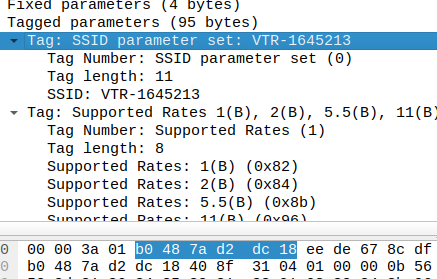 Fixed parameters (4 bytes)
Tagged parameters (95 bytes)
Tag: SSID parameter set: VTR-1645213
Tag Number: SSID parameter set (0)
Tag length: 11
SSID: VTR-1645213
Tag: Supported Rates 1(B), 2(B), 5.5(B), 11(B)
Tag Number: Supported Rates (1)
Tag length: 8
Supported Rates: 1(B) (0x82)
Supported Rates: 2(B) (0x84)
Supported Rates: 5.5(B) (0x8b)
Supported Rates: 11(B) (0x96)
0 00 00 3a 01 b0 48 7a d2 dc 18 ee de 67 8c df
0 b0 48 7a d2 dc 18 40 8f 31 04 01 00 00 0b 56